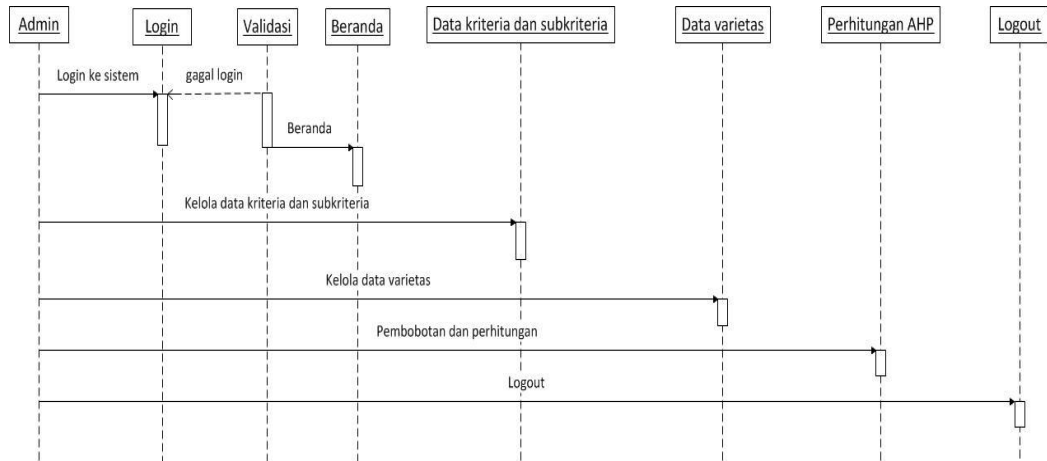 Admin
Login
Validasi
Beranda
Data kriteria dan subkriteria
Data varietas
Perhitungan AHP
Logout
Login ke sistem
gagal login
Beranda
Kelola data kriteria dan subkriteria
Kelola data varietas
Pembobotan dan perhitungan
Logout